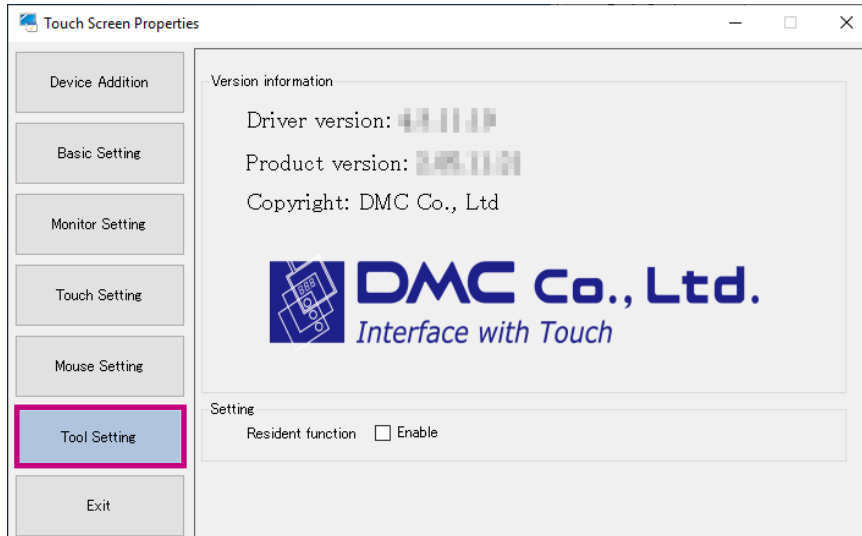 Touch Screen Properties
Device Addition
Basic Setting
Monitor Setting
Touch Setting
Mouse Setting
Tool Setting
Exit
Version information
Driver version:
Product version:
Copyright: DMC Co., Ltd
DMC Co., Ltd.
Interface with Touch
Setting
Resident function Enable